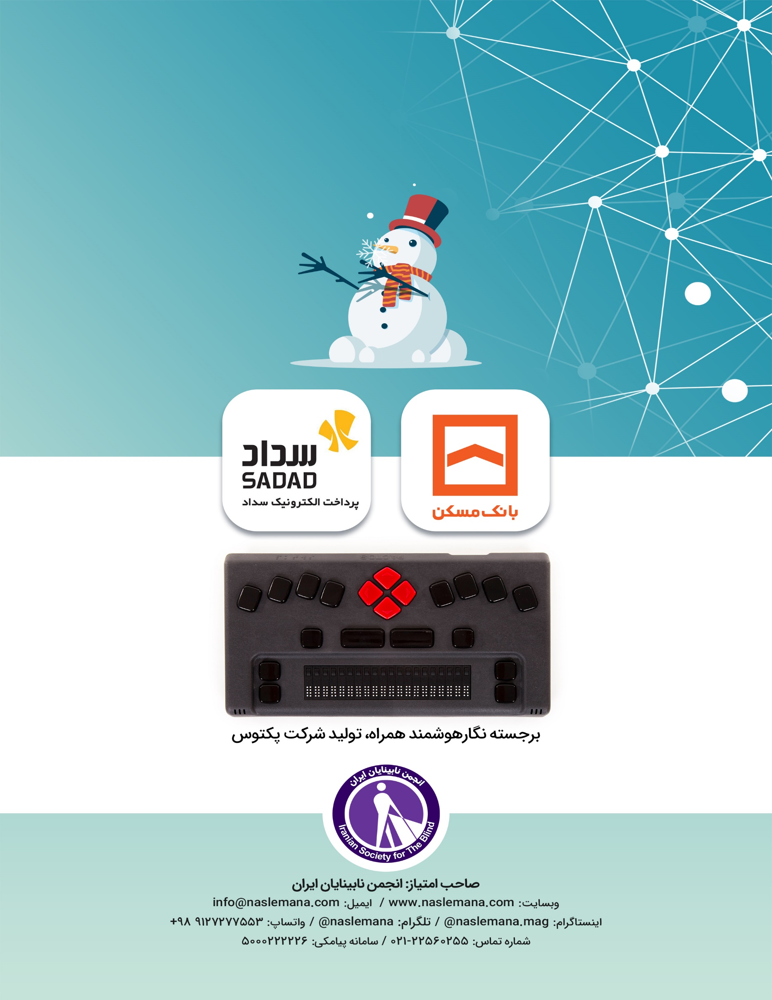 بانک مسکن
سداد
SADAD
پرداخت الکترونیک سداد
برجسته نگارهوشمند همراه، تولید شرکت پکتوس
انجمن نابینایان ایران
Iranian Society for The Blind
صاحب امتیاز: انجمن نابینایان ایران
وبسایت: www.naslemana.com / ایمیل: info@naslemana.com
اینستاگرام: @naslemana.mag / تلگرام: @naslemana / واتساپ: ۹۱۲۷۲۷۷۵۵۳ ۹۸+
شماره تماس: ۰۲۱-۲۲۵۶۰۲۵۵ / سامانه پیامکی: ۵۰۰۰۲۲۲۲۲۶